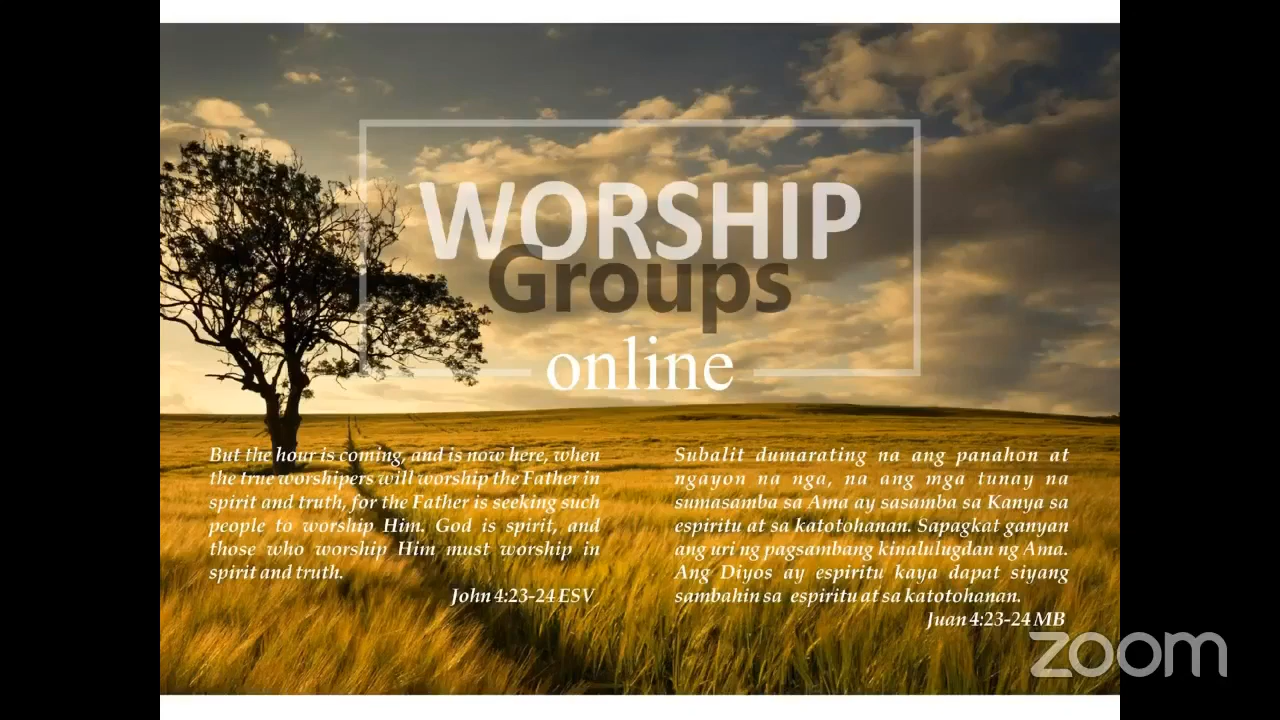 WORSHIP
Groups
online
But the hour is coming, and is now here, when
the true worshipers will worship the Father in
spirit and truth, for the Father is seeking such
people to worship Him. God is spirit, and
those who worship Him must worship in
spirit and truth.
John 4:23-24 ESV
Subalit dumarating na ang panahon at
ngayon na nga, na ang mga tunay na
sumasamba sa Ama ay sasamba sa Kanya sa
espiritu at sa katotohanan. Sapagkat ganyan
ang uri ng pagsambang kinalulugdan ng Ama.
Ang Diyos ay espiritu kaya dapat siyang
sambahin sa espiritu at sa katotohanan.
Juan 4:23-24 MB
zoom